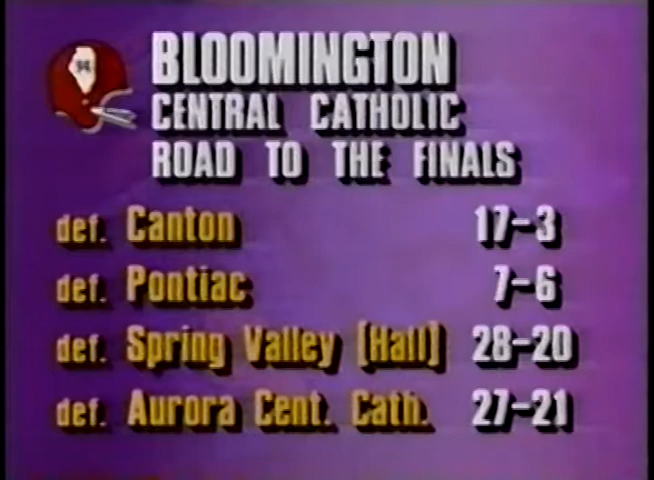 BLOOMINGTON
CENTRAL CATHOLIC
ROAD TO THE FINALS
def. Canton 17-3
def. Pontiac 7-6
def. Spring Valley [Hall] 28-20
def. Aurora Cent. Cath. 27-21